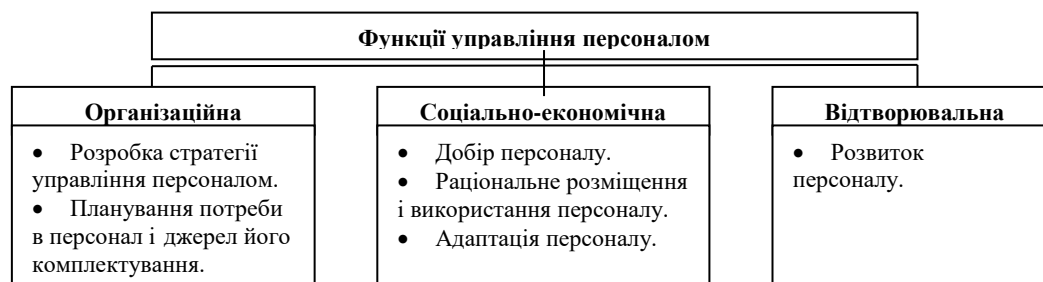 Функції управління персоналом
Організаційна
• Розробка стратегії
управління персоналом.
• Планування потреби
в персонал і джерел його
комплектування.
Соціально-економічна
• Добір персоналу.
• Раціональне розміщення
і використання персоналу.
• Адаптація персоналу.
Відтворювальна
• Розвиток
персоналу.